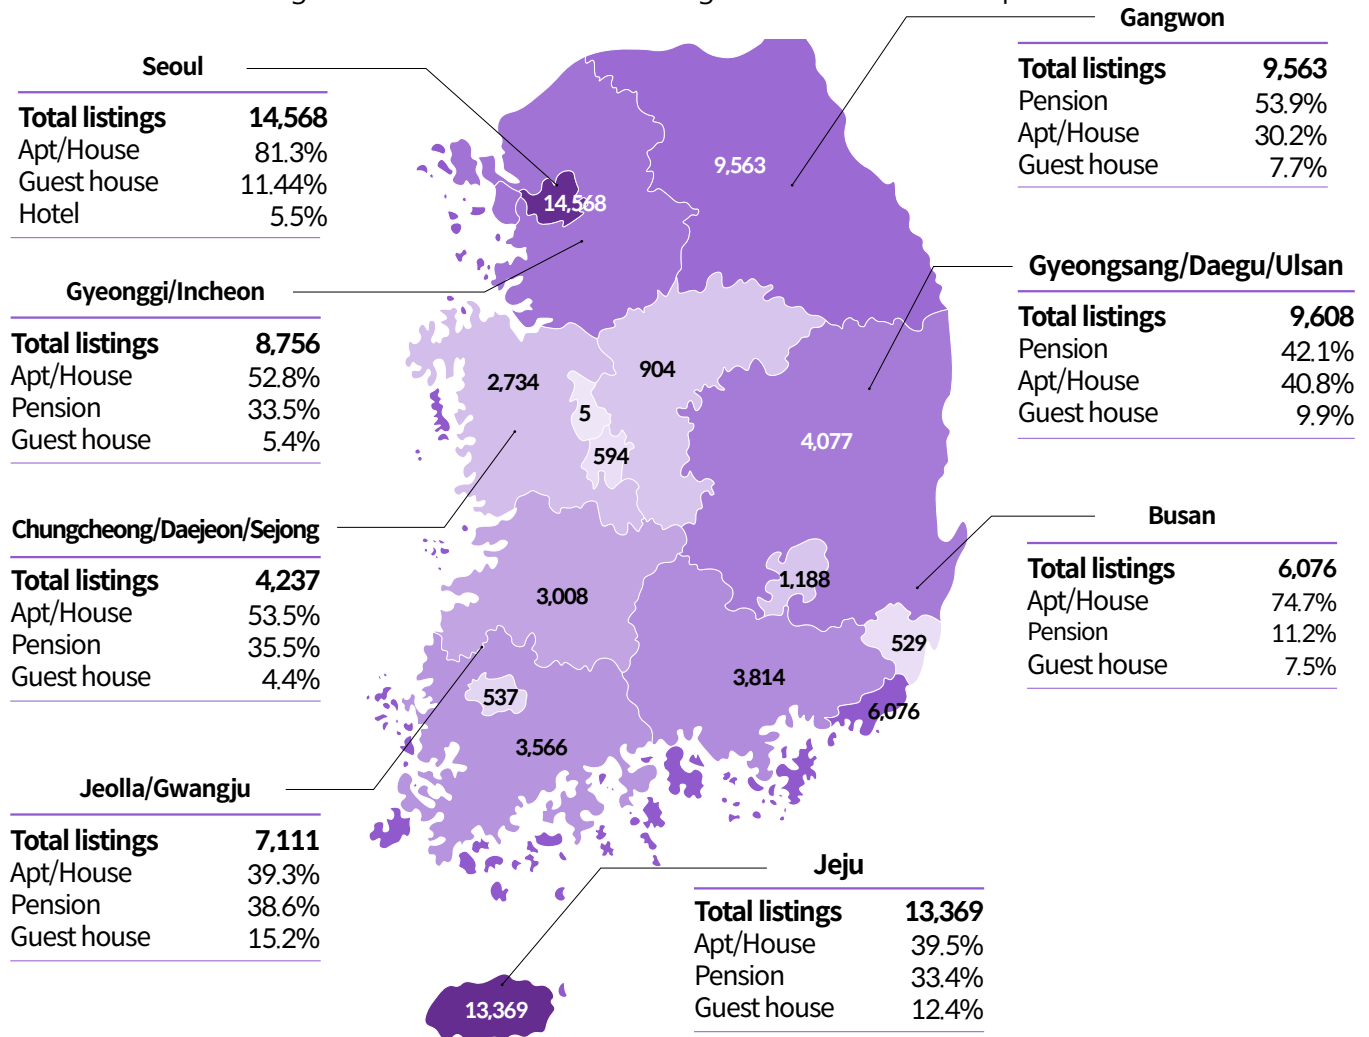 Gangwon
Total listings 9,563
Pension 53.9%
Apt/House 30.2%
Guest house 7.7%
Seoul
Total listings 14,568
Apt/House 81.3%
Guest house 11.44%
Hotel 5.5%
9,563
14,568
Gyeongsang/Daegu/Ulsan
Total listings 9,608
Pension 42.1%
Apt/House 40.8%
Guest house 9.9%
Gyeonggi/Incheon
Total listings 8,756
Apt/House 52.8%
Pension 33.5%
Guest house 5.4%
2,734
904
5
594
4,077
Chungcheong/Daejeon/Sejong
Total listings 4,237
Apt/House 53.5%
Pension 35.5%
Guest house 4.4%
Busan
Total listings 6,076
Apt/House 74.7%
Pension 11.2%
Guest house 7.5%
3,008
1,188
529
3,814
537
6,076
3,566
Jeolla/Gwangju
Total listings 7,111
Apt/House 39.3%
Pension 38.6%
Guest house 15.2%
Jeju
Total listings 13,369
Apt/House 39.5%
Pension 33.4%
Guest house 12.4%
13,369